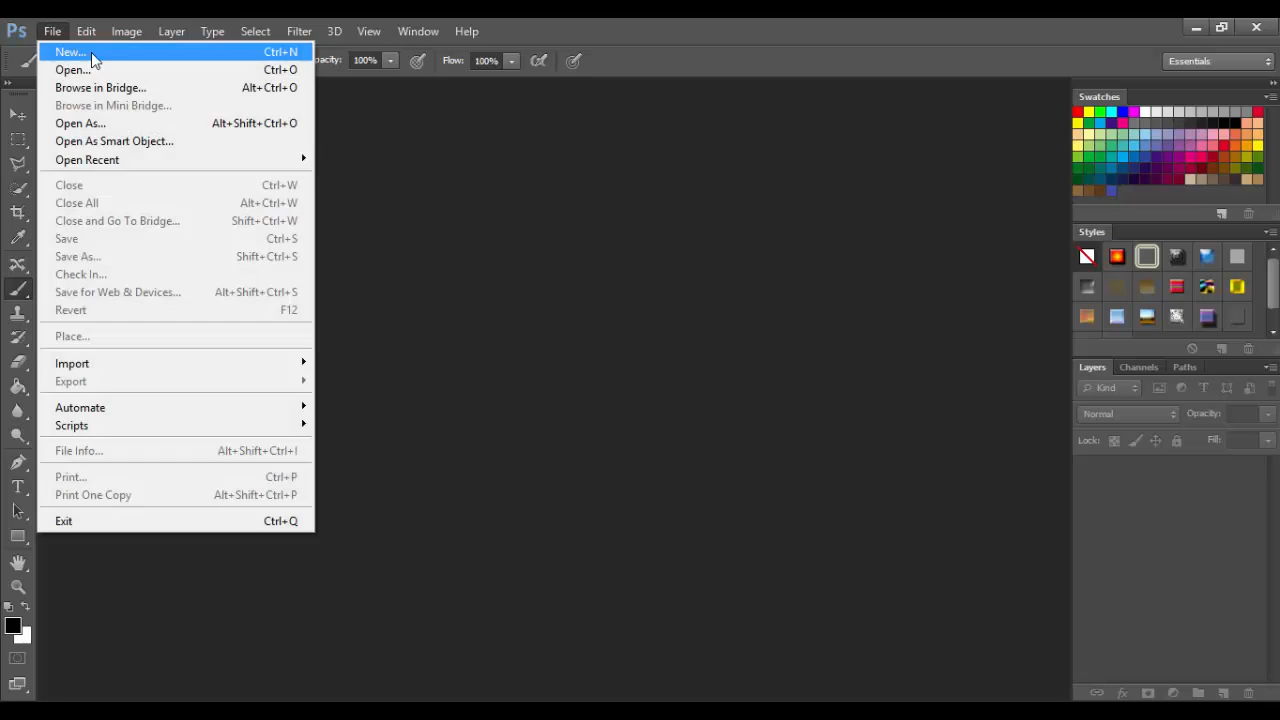 Ps File Edit Image Layer Type Select Filter 3D View Window Help
pacity: 100% Flow: 100% Essentials
New... Ctrl+N
Open... Ctrl+O
Browse in Bridge... Alt+Ctrl+O
Browse in Mini Bridge...
Open As... Alt+Shift+Ctrl+O
Open As Smart Object...
Open Recent
Close Ctrl+W
Close All Alt+Ctrl+W
Close and Go To Bridge... Shift+Ctrl+W
Save Ctrl+S
Save As... Shift+Ctrl+S
Check In...
Save for Web & Devices... Alt+Shift+Ctrl+S
Revert F12
Place...
Import
Export
Automate
Scripts
File Info... Alt+Shift+Ctrl+I
Print... Ctrl+P
Print One Copy Alt+Shift+Ctrl+P
Exit Ctrl+Q
T
Swatches
Styles
Layers Channels Paths
Kind T
Normal Opacity:
Lock: Fill:
fx